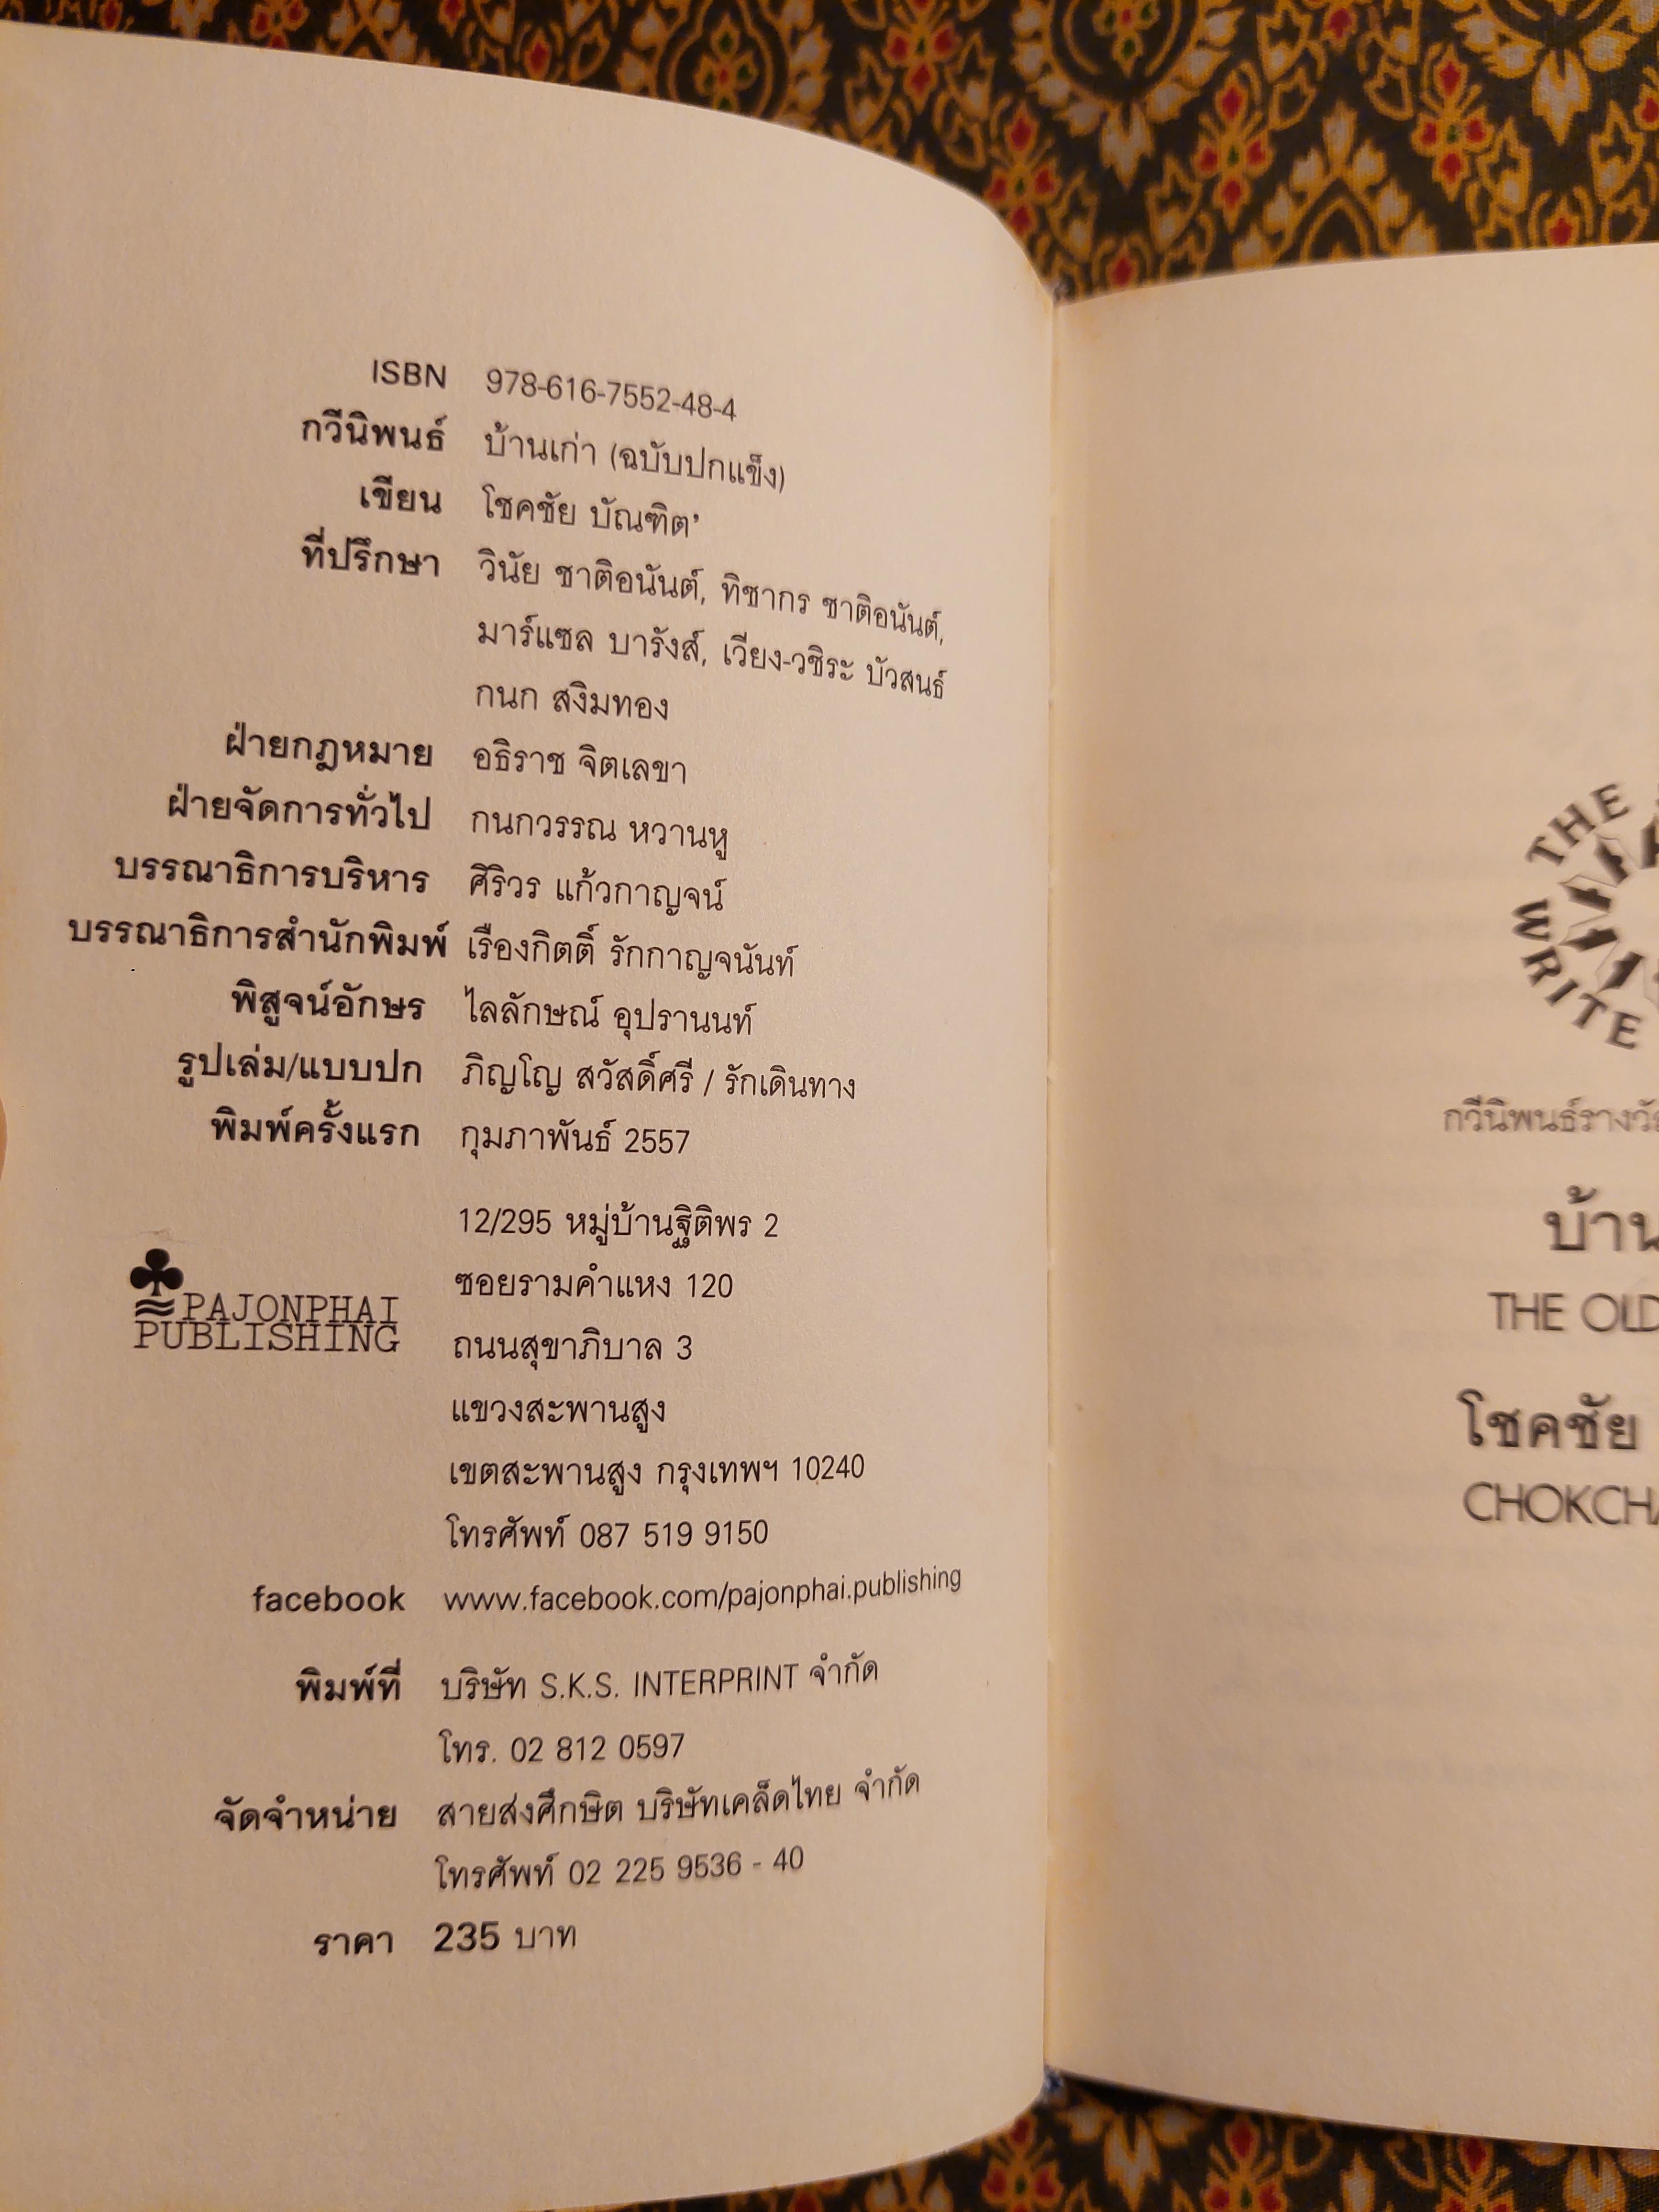 ISBN 978-616-7552-48-4
กวีนิพนธ์ บ้านเก่า (ฉบับปกแข็ง)
เขียน โชคชัย บัณฑิต'
ที่ปรึกษา วินัย ชาติอนันต์, ทิชากร ชาติอนันต์,
มาร์แซล บารังส์, เวียง-วชิระ บัวสนธ์
กนก สงิมทอง
ฝ่ายกฎหมาย อธิราช จิตเลขา
ฝ่ายจัดการทั่วไป กนกวรรณ หวานหู
บรรณาธิการบริหาร ศิริวร แก้วกาญจน์
บรรณาธิการสำนักพิมพ์ เรืองกิตติ์ รักกาญจนันท์
พิสูจน์อักษร ไลลักษณ์ อุปรานนท์
รูปเล่ม/แบบปก ภิญโญ สวัสดิ์ศรี / รักเดินทาง
พิมพ์ครั้งแรก กุมภาพันธ์ 2557
12/295 หมู่บ้านฐิติพร 2
ซอยรามคำแหง 120
PAJONPHAI
PUBLISHING
ถนนสุขาภิบาล 3
แขวงสะพานสูง
เขตสะพานสูง กรุงเทพฯ 10240
โทรศัพท์ 087 519 9150
facebook www.facebook.com/pajonphai.publishing
พิมพ์ที่ บริษัท S.K.S. INTERPRINT จำกัด
โทร. 02 812 0597
จัดจำหน่าย สายส่งศึกษิต บริษัทเคล็ดไทย จำกัด
โทรศัพท์ 02 225 9536 - 40
ราคา 235 บาท
THE
WRITE
กวีนิพนธ์รางวั
บ้าน
THE OLD
โชคชัย
CHOKCHA